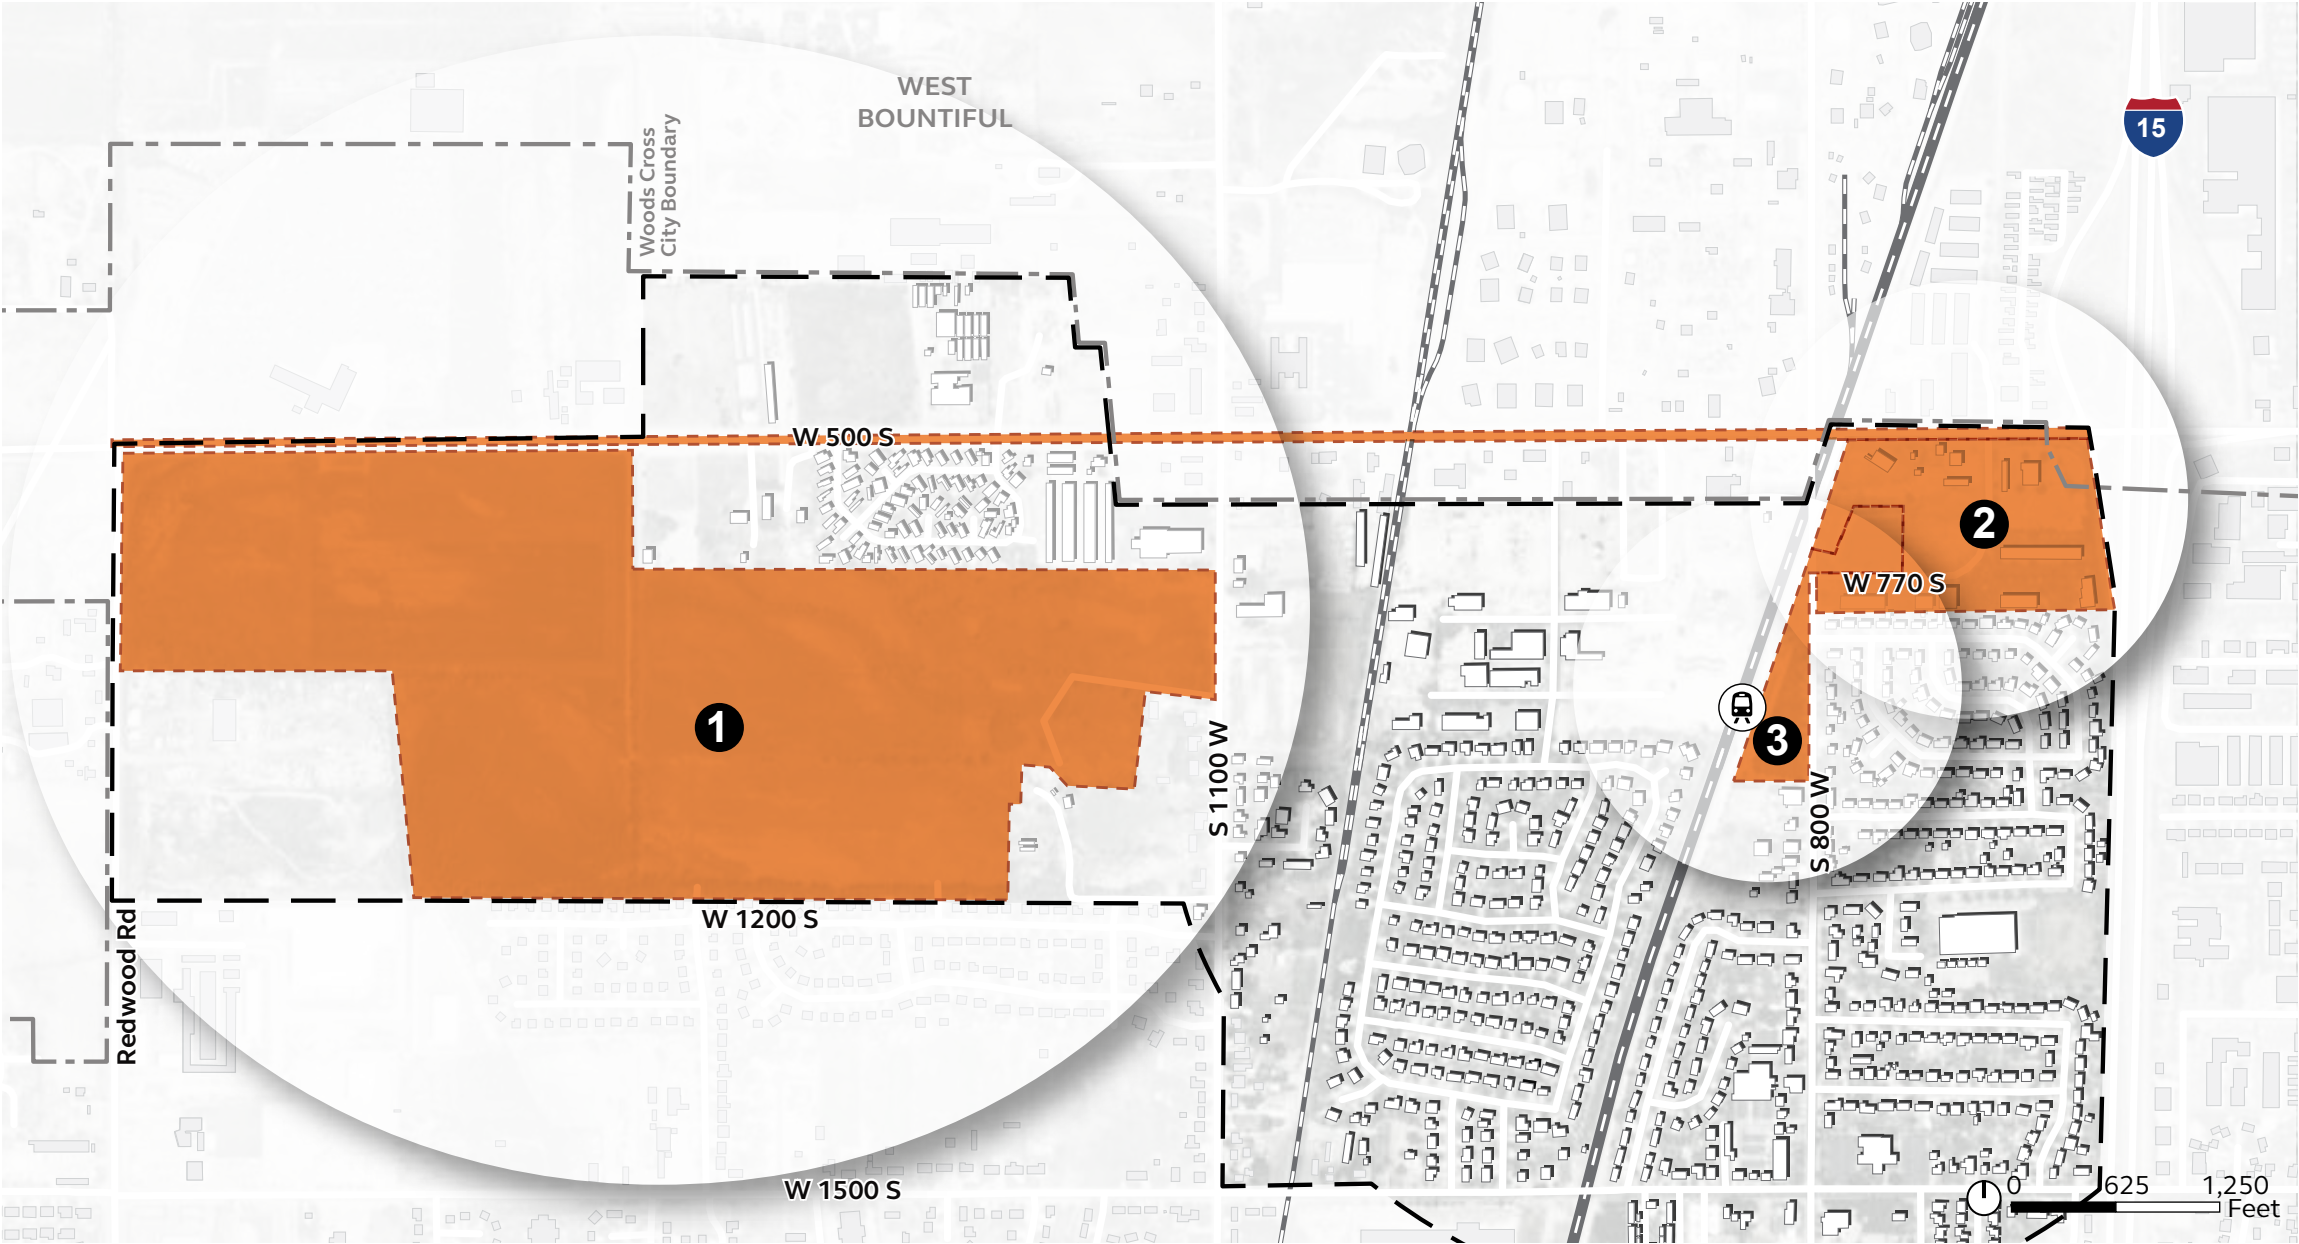 WEST
BOUNTIFUL
Woods Cross
City Boundary
15
W 500 S
2
W 770 S
1
3
S 1100 W
S 800 W
W 1200 S
Redwood Rd
W 1500 S
0 625 1,250
Feet